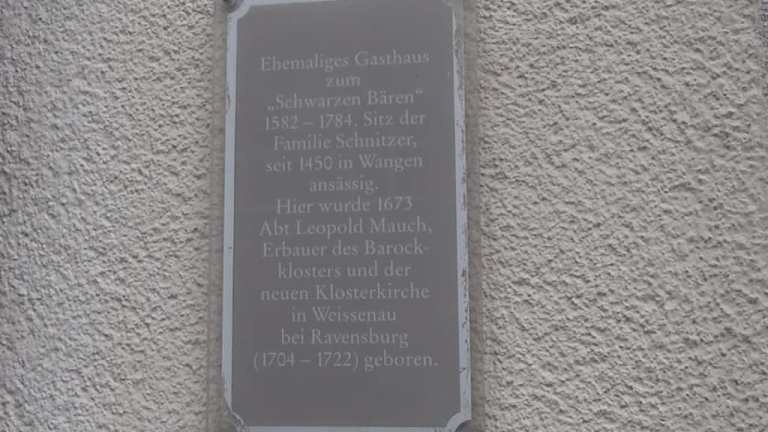 Ehemaliges Gasthaus
zum
„Schwarzen Bären“
1582 – 1784. Sitz der
Familie Schnitzer,
seit 1450 in Wangen
ansässig.
Hier wurde 1673
Abt Leopold Mauch,
Erbauer des Barock-
klosters und der
neuen Klosterkirche
in Weissenau
bei Ravensburg
(1704 – 1722) geboren.